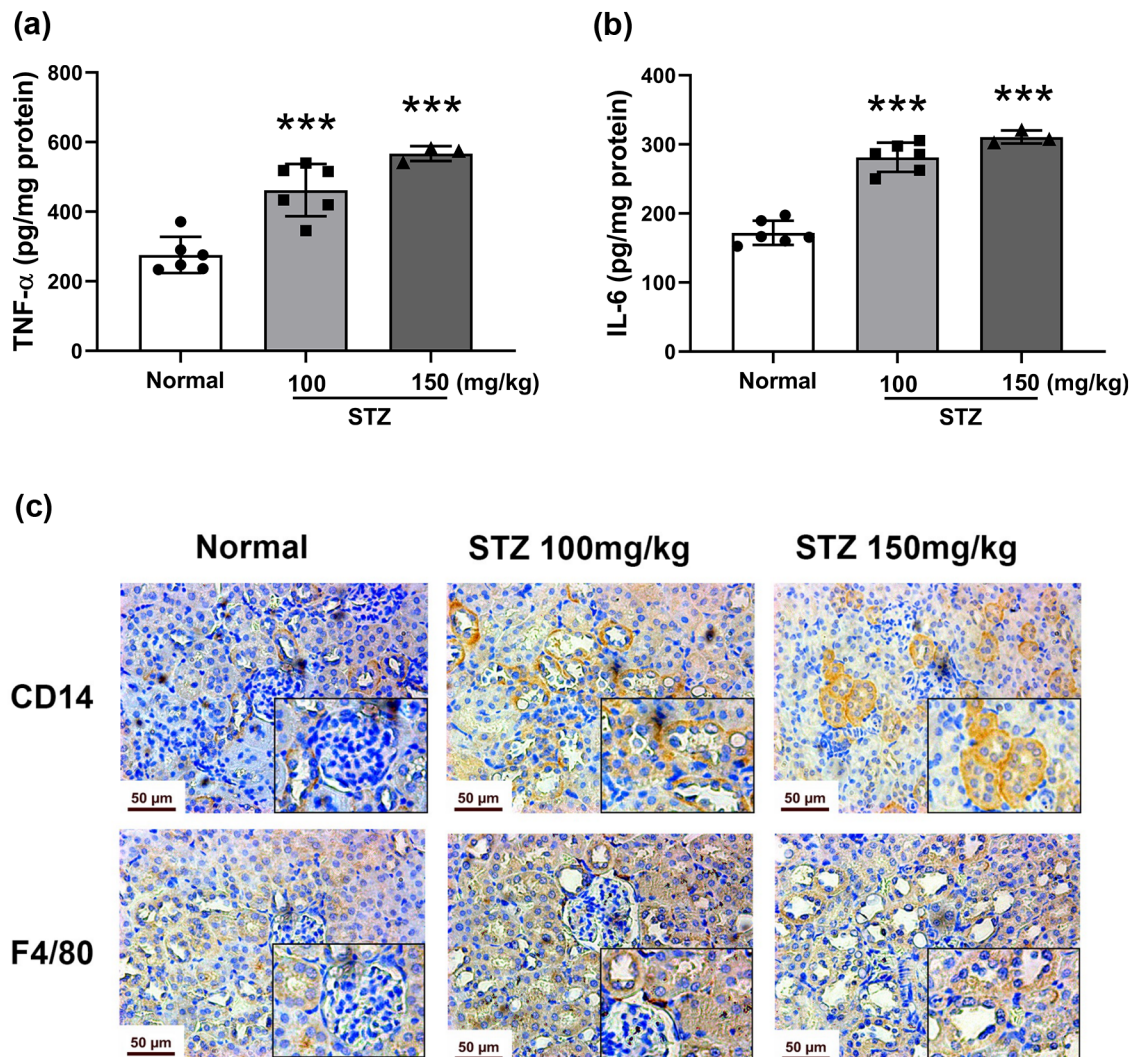 (a)
TNF-α (pg/mg protein)
800
600
400
200
0
***
***
Normal
100
150 (mg/kg)
STZ
(b)
IL-6 (pg/mg protein)
400
300
200
100
0
***
***
Normal
100
150 (mg/kg)
STZ
(c)
Normal
STZ 100mg/kg
STZ 150mg/kg
CD14
50 µm
50 µm
50 µm
F4/80
50 µm
50 µm
50 µm